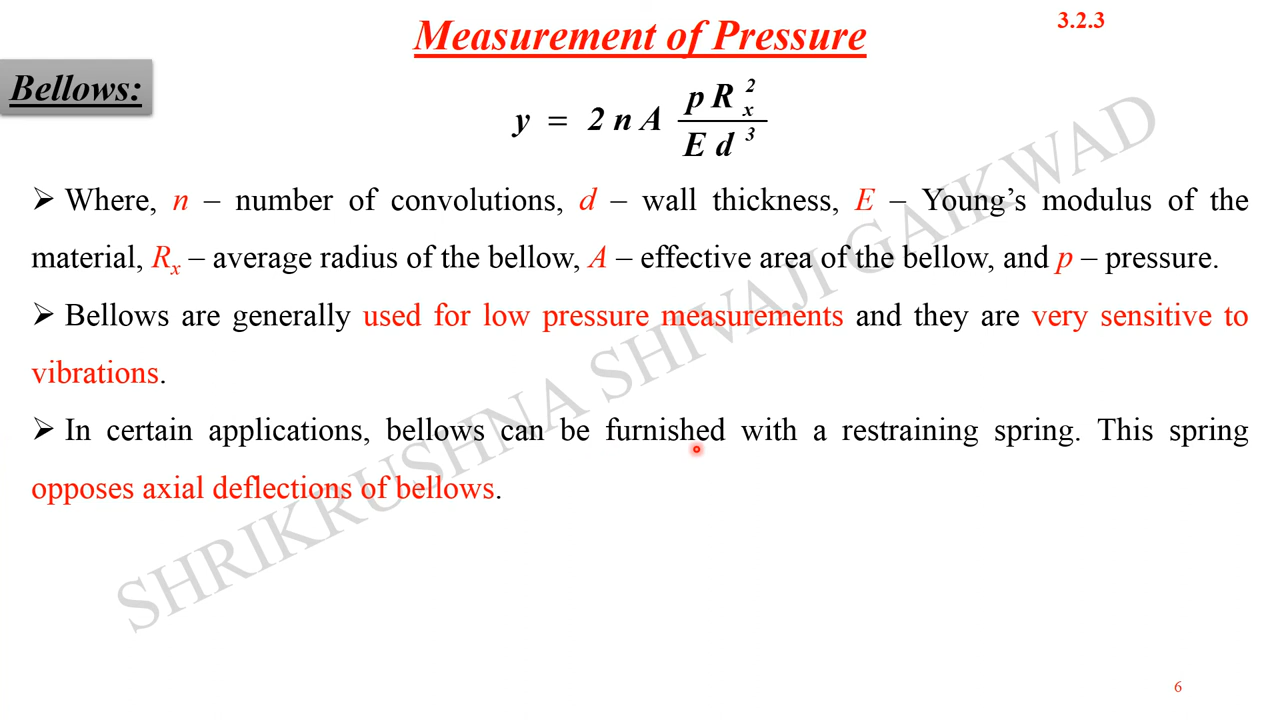 3.2.3
Measurement of Pressure
Bellows:
y = 2 n A p R_x^2 / E d^3
➢ Where, n – number of convolutions, d – wall thickness, E – Young’s modulus of the
material, Rx – average radius of the bellow, A – effective area of the bellow, and p – pressure.
➢ Bellows are generally used for low pressure measurements and they are very sensitive to
vibrations.
➢ In certain applications, bellows can be furnished with a restraining spring. This spring
opposes axial deflections of bellows.
SHRIKRUSHNA SHIVAJI GAIKWAD
6